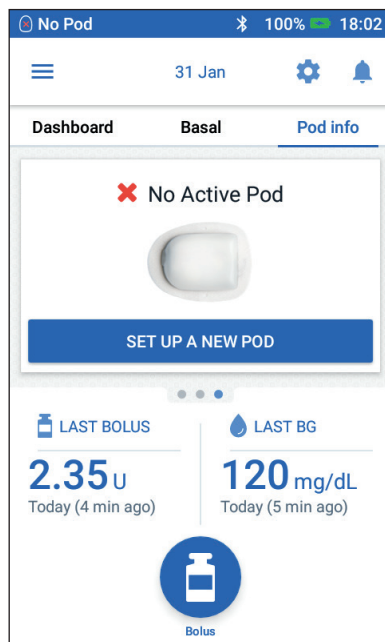 No Pod 100% 18:02
31 Jan
Dashboard Basal Pod info
No Active Pod
SET UP A NEW POD
LAST BOLUS
2.35 U
Today (4 min ago)
LAST BG
120 mg/dL
Today (5 min ago)
Bolus